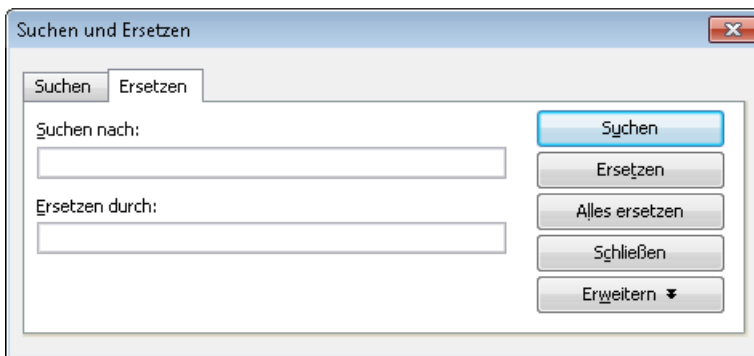 Suchen und Ersetzen
Suchen
Ersetzen
Suchen nach:
Suchen
Ersetzen
Ersetzen durch:
Alles ersetzen
Schließen
Erweitern